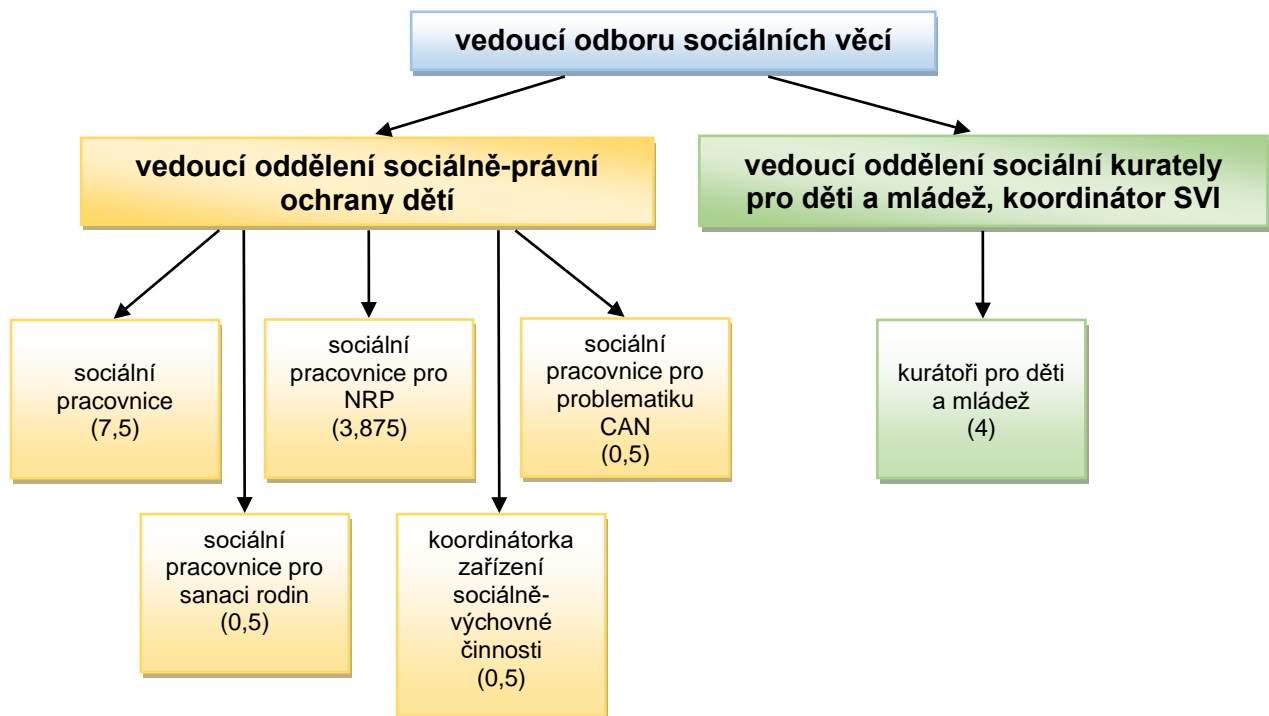 vedoucí odboru sociálních věcí
vedoucí oddělení sociálně-právní
ochrany dětí
vedoucí oddělení sociální kurately
pro děti a mládež, koordinátor SVI
sociální
pracovnice
(7,5)
sociální
pracovnice pro
NRP
(3,875)
sociální
pracovnice pro
problematiku
CAN
(0,5)
kurátoři pro děti
a mládež
(4)
sociální
pracovnice pro
sanaci rodin
(0,5)
koordinátorka
zařízení
sociálně-
výchovné
činnosti
(0,5)